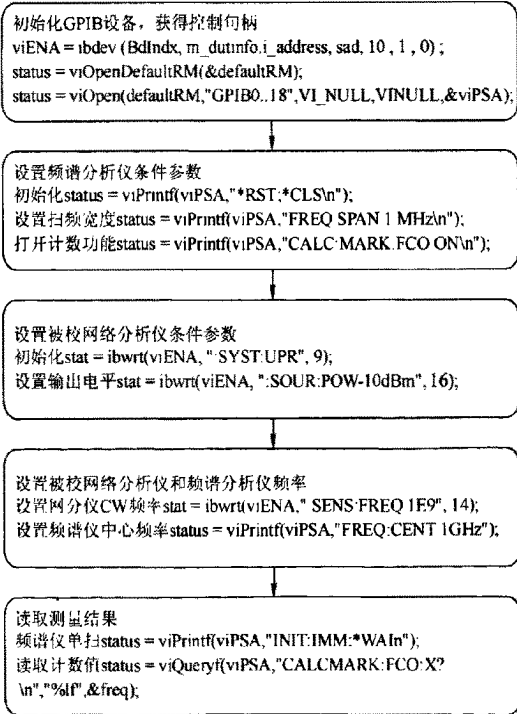 初始化GPIB设备，获得控制句柄
viENA = ibdev (BdIndx, m_dutinfo.i_address, sad, 10 , 1 , 0) ;
status = viOpenDefaultRM(&defaultRM);
status = viOpen(defaultRM,"GPIB0..18",VI_NULL,VINULL,&viPSA);
设置频谱分析仪条件参数
初始化status = viPrintf(viPSA,"*RST;*CLS\n");
设置扫频宽度status = viPrintf(viPSA,"FREQ SPAN 1 MHz\n");
打开计数功能status = viPrintf(viPSA,"CALC:MARK.FCO ON\n");
设置被校网络分析仪条件参数
初始化stat = ibwrt(viENA, ":SYST:UPR", 9);
设置输出电平stat = ibwrt(viENA, ":SOUR:POW-10dBm", 16);
设置被校网络分析仪和频谱分析仪频率
设置网分仪CW频率stat = ibwrt(viENA," SENS:FREQ 1E9", 14);
设置频谱仪中心频率status = viPrintf(viPSA,"FREQ:CENT 1GHz");
读取测量结果
频谱仪单扫status = viPrintf(viPSA,"INIT:IMM:*WAIn");
读取计数值status = viQueryf(viPSA,"CALCMARK:FCO:X?
\n","%lf",&freq);